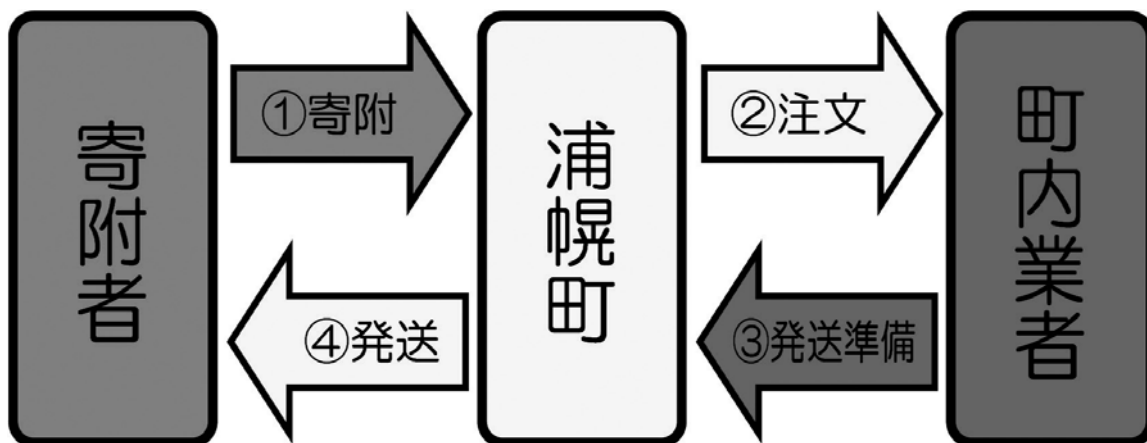 寄附者
①寄附
浦幌町
②注文
町内業者
③発送準備
④発送